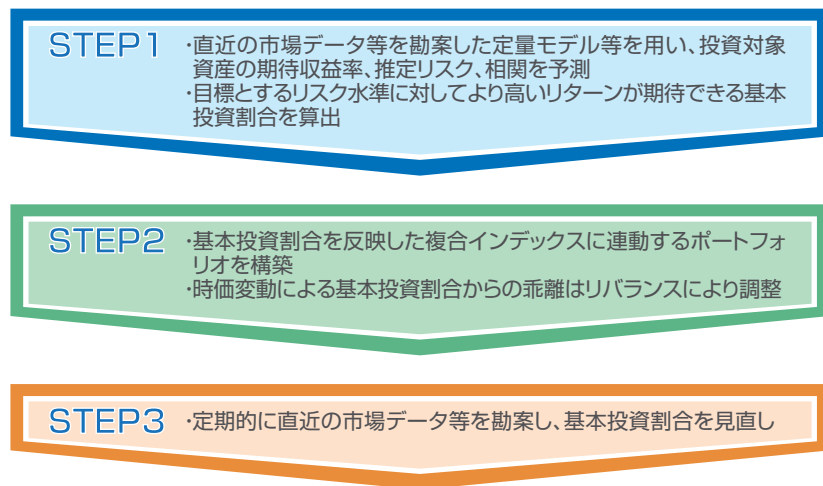 STEP1
・直近の市場データ等を勘案した定量モデル等を用い、投資対象
資産の期待収益率、推定リスク、相関を予測
・目標とするリスク水準に対してより高いリターンが期待できる基本
投資割合を算出
STEP2
・基本投資割合を反映した複合インデックスに連動するポートフォ
リオを構築
・時価変動による基本投資割合からの乖離はリバランスにより調整
STEP3
・定期的に直近の市場データ等を勘案し、基本投資割合を見直し